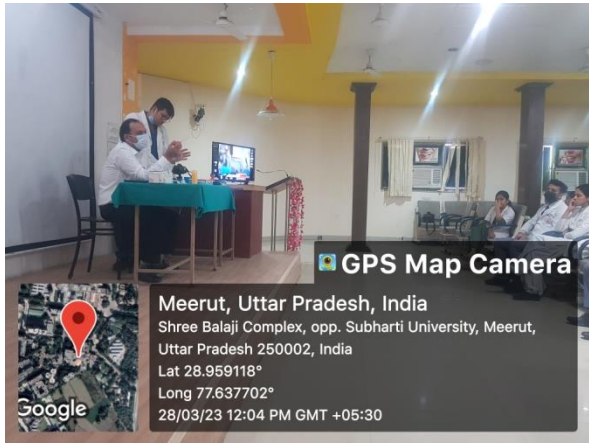 GPS Map Camera
Meerut, Uttar Pradesh, India
Shree Balaji Complex, opp. Subharti University, Meerut,
Uttar Pradesh 250002, India
Lat 28.959118°
Long 77.637702°
28/03/23 12:04 PM GMT +05:30
Google